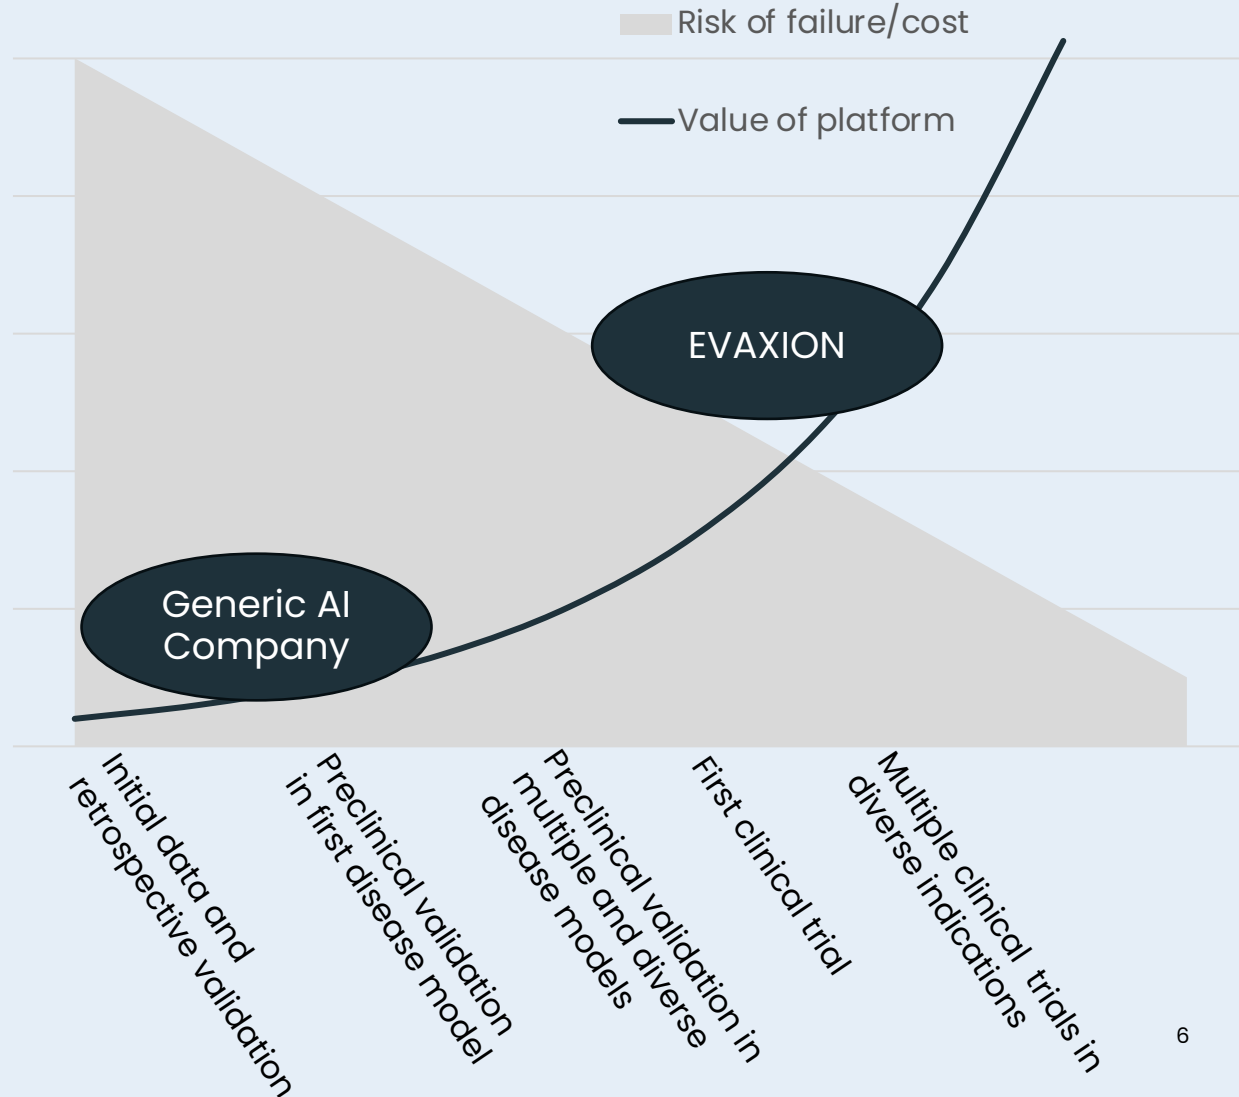 Risk of failure/cost
Value of platform
EVAXION
Generic AI
Company
Initial data and
retrospective validation
Preclinical validation
in first disease model
Preclinical validation in
multiple and diverse
disease models
First clinical trial
Multiple clinical trials in
diverse indications
6